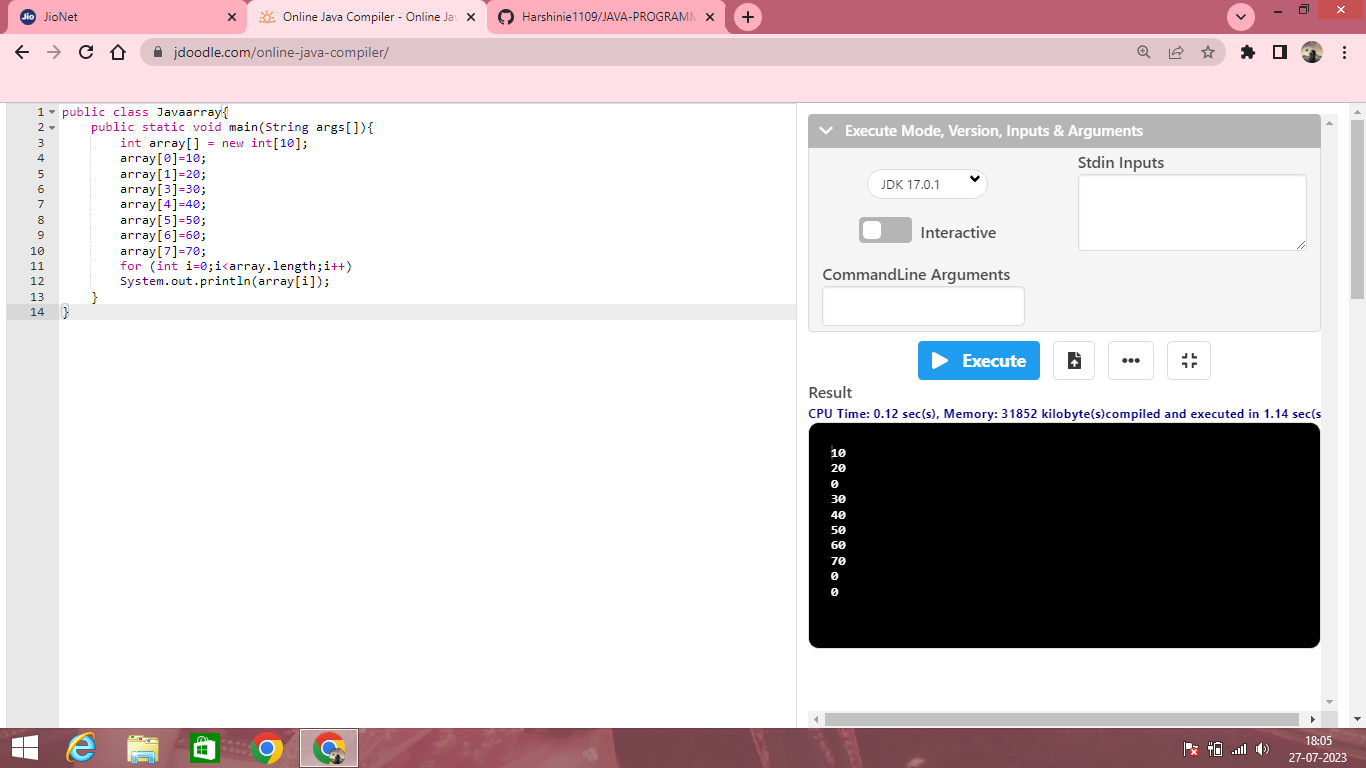 JioNet
Online Java Compiler - Online Jav
Harshinie1109/JAVA-PROGRAMM
jdoodle.com/online-java-compiler/
1 public class Javaarray{
2 public static void main(String args[]){
3 int array[] = new int[10];
4 array[0]=10;
5 array[1]=20;
6 array[3]=30;
7 array[4]=40;
8 array[5]=50;
9 array[6]=60;
10 array[7]=70;
11 for (int i=0;i<array.length;i++)
12 System.out.println(array[i]);
13 }
14 }
Execute Mode, Version, Inputs & Arguments
JDK 17.0.1
Stdin Inputs
Interactive
CommandLine Arguments
Execute
Result
CPU Time: 0.12 sec(s), Memory: 31852 kilobyte(s)compiled and executed in 1.14 sec(s
10
20
0
30
40
50
60
70
0
0
18:05
27-07-2023